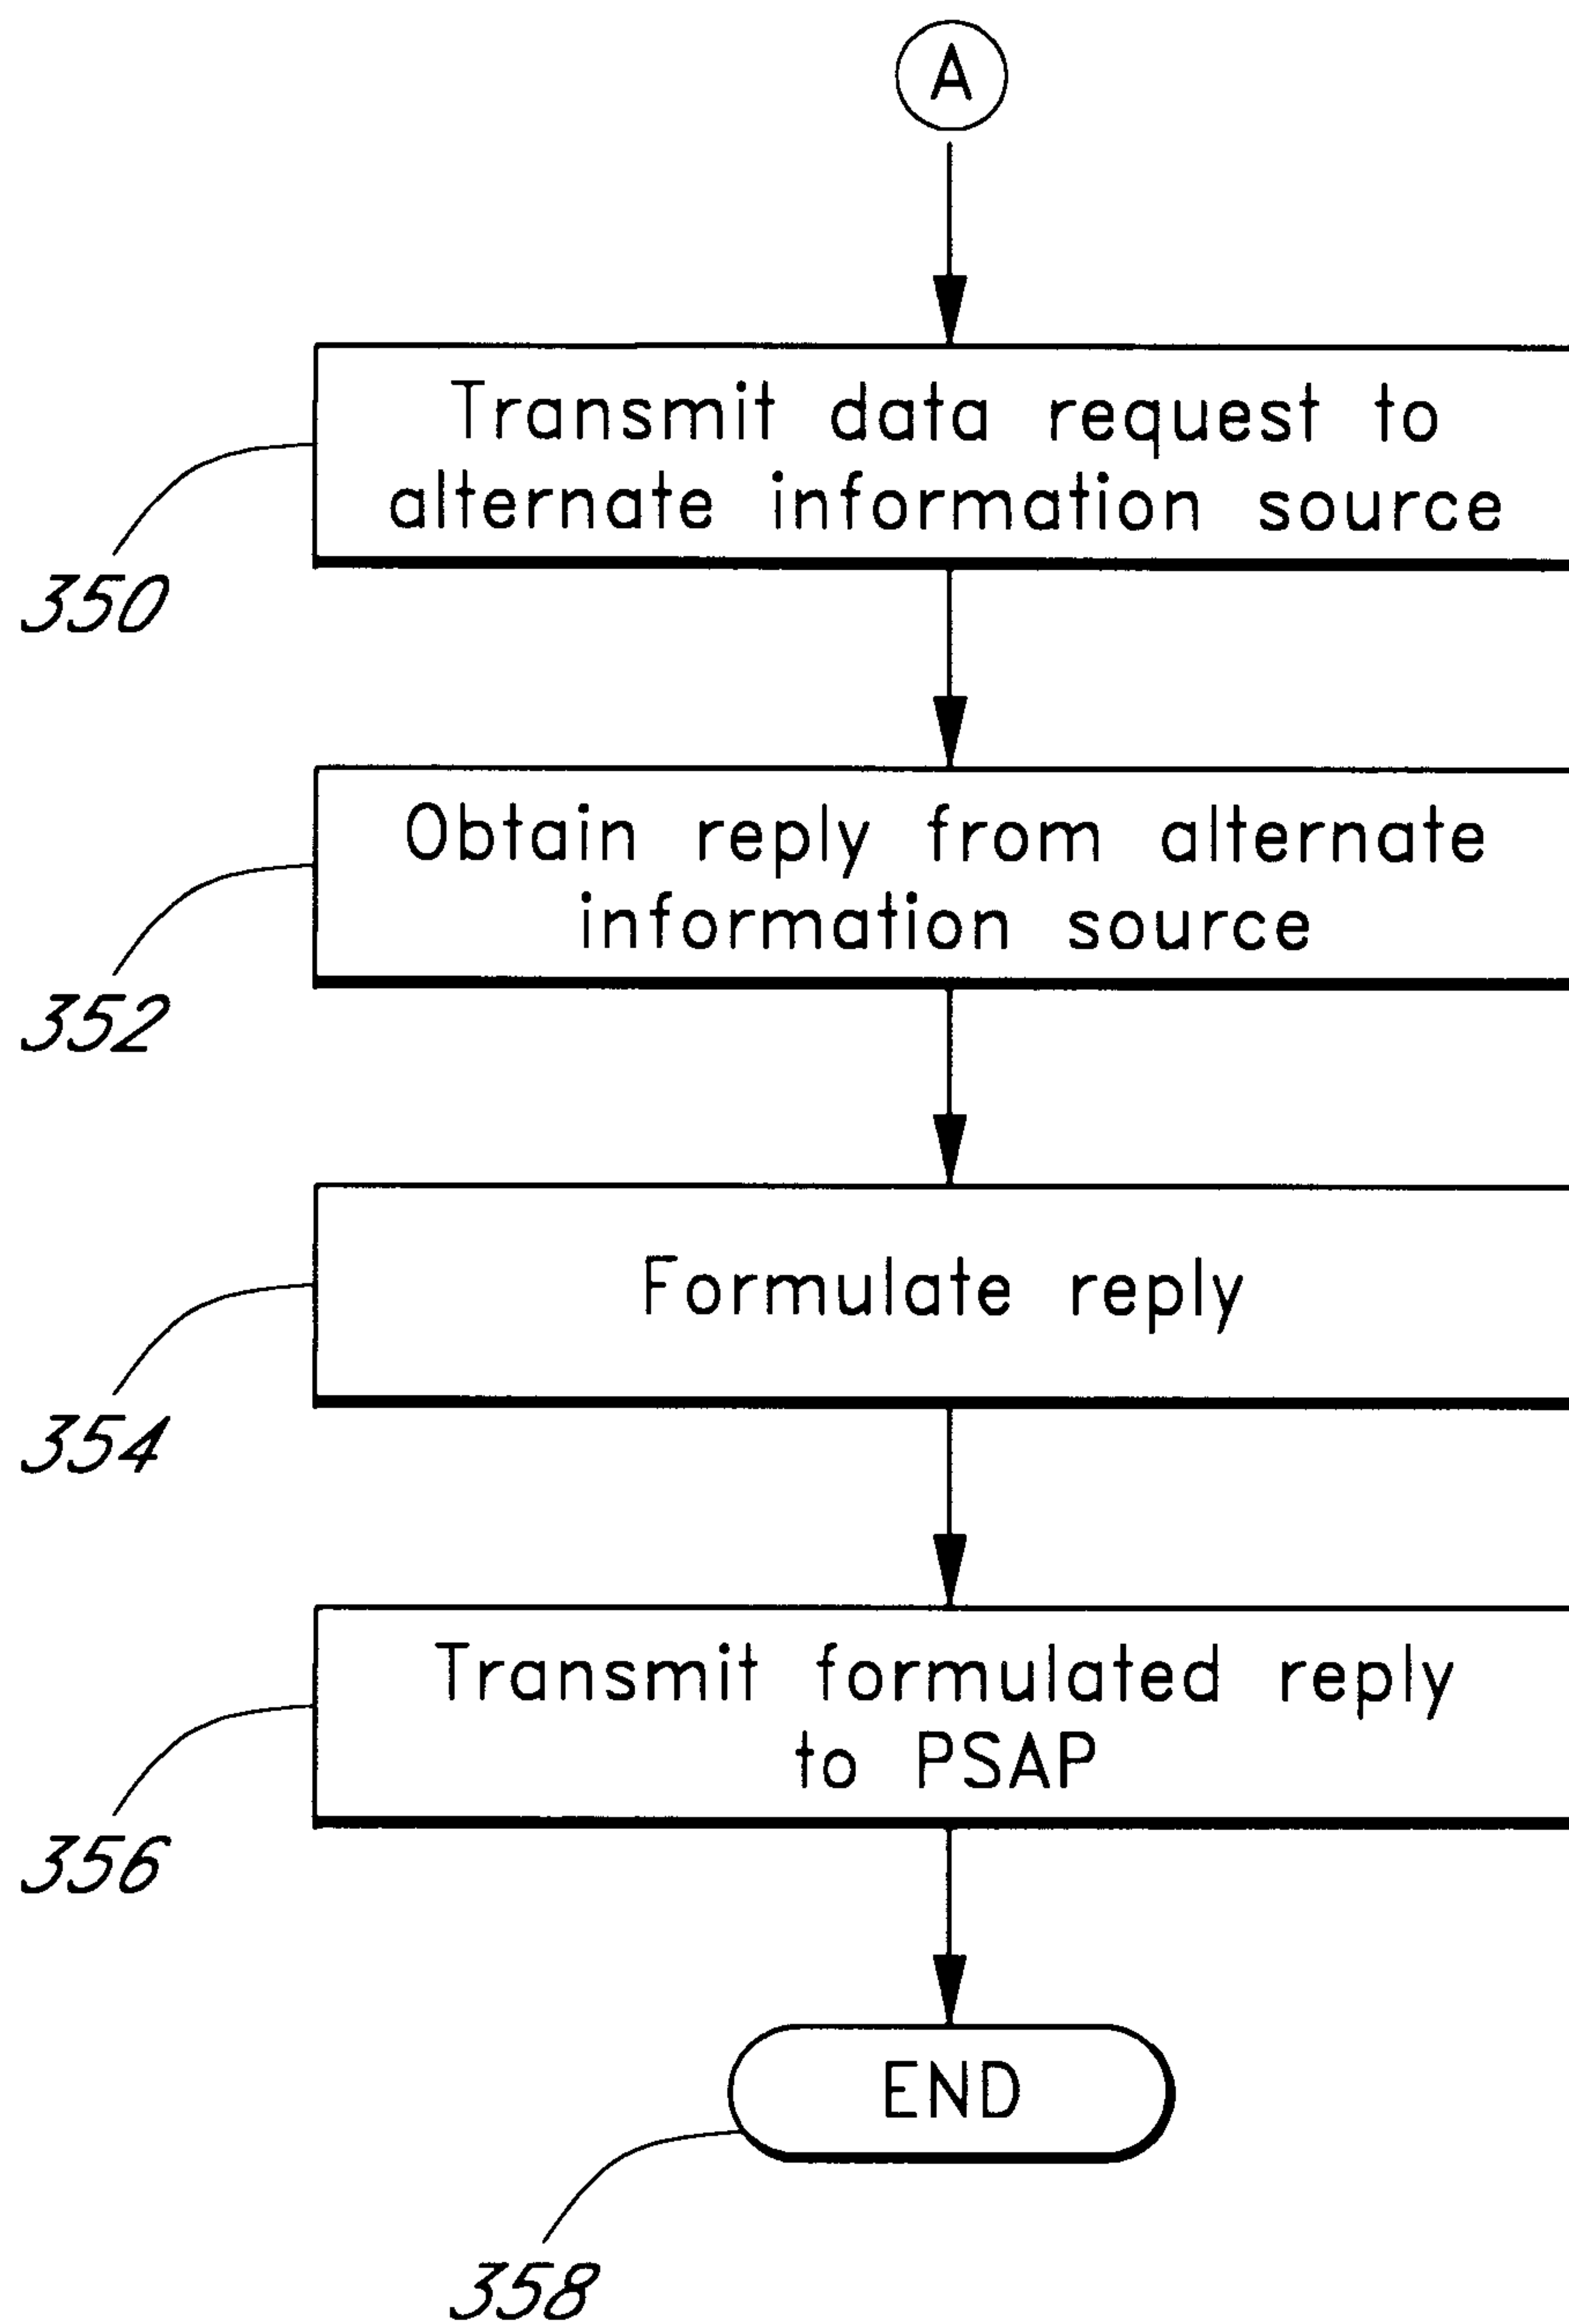 A
Transmit data request to
alternate information source
350
Obtain reply from alternate
information source
352
Formulate reply
354
Transmit formulated reply
to PSAP
356
END
358